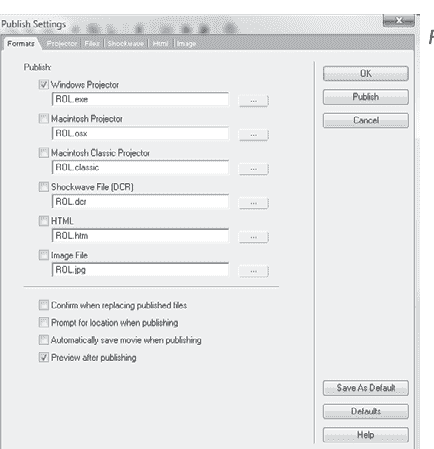 Publish Settings
Formats Projector Files Shockwave Html Image
Publish:
OK
Windows Projector
ROL.exe ...
Publish
Macintosh Projector
Cancel
ROL.osx ...
Macintosh Classic Projector
ROL.classic ...
Shockwave File (DCR)
ROL.dcr ...
HTML
ROL.htm ...
Image File
ROL.jpg ...
Confirm when replacing published files
Prompt for location when publishing
Automatically save movie when publishing
Preview after publishing
Save As Default
Defaults
Help